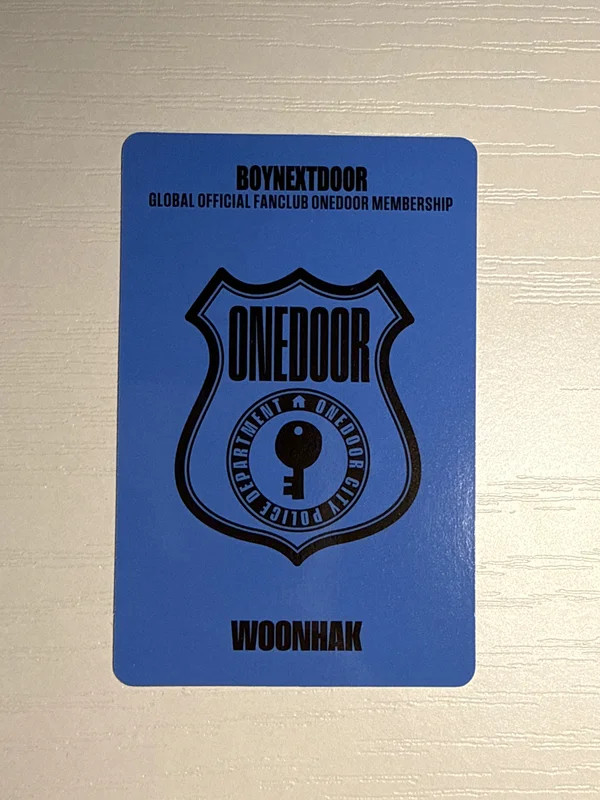 BOYNEXTDOOR
GLOBAL OFFICIAL FANCLUB ONEDOOR MEMBERSHIP
ONEDOOR
ONEDOOR CITY POLICE DEPARTMENT
WOONHAK